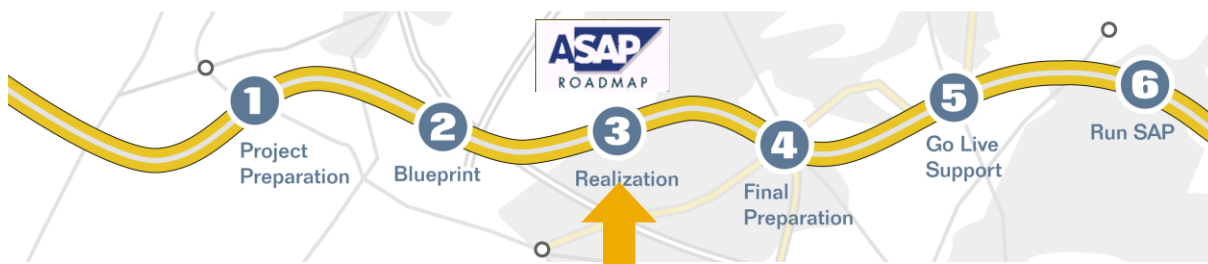 ASAP
ROADMAP
1
Project
Preparation
2
Blueprint
3
Realization
4
Final
Preparation
5
Go Live
Support
6
Run SAP